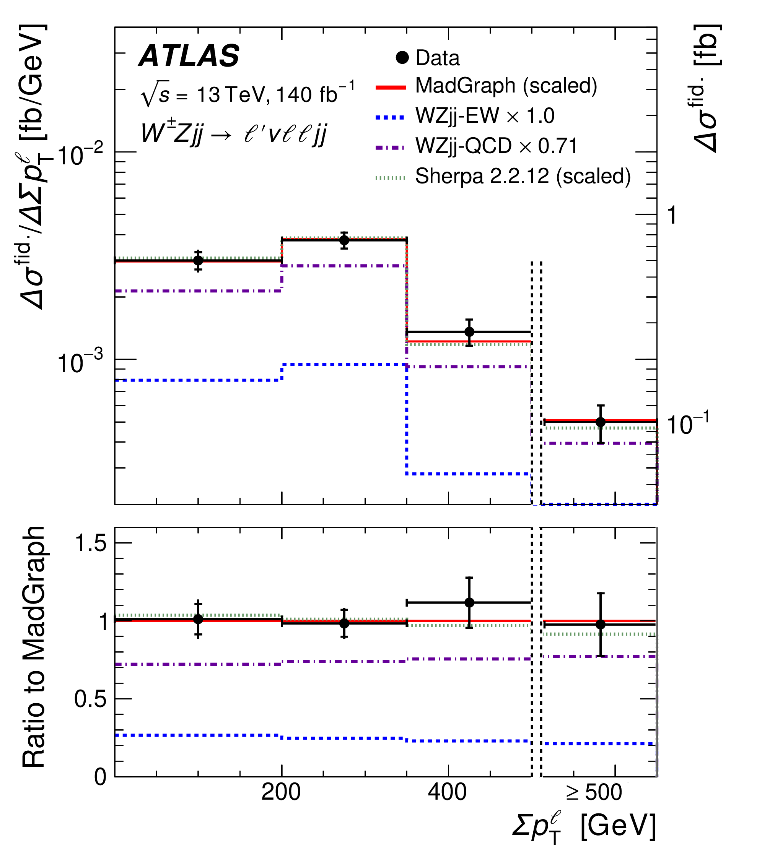 ATLAS
√s = 13 TeV, 140 fb⁻¹
W±Zjj → ℓ′νℓℓjj
Data
MadGraph (scaled)
WZjj-EW × 1.0
WZjj-QCD × 0.71
Sherpa 2.2.12 (scaled)
Δσ^fid./ΔΣp_T^ℓ [fb/GeV]
Δσ^fid. [fb]
10⁻²
10⁻³
1
10⁻¹
Ratio to MadGraph
1.5
1
0.5
0
200
400
≥ 500
Σp_T^ℓ [GeV]